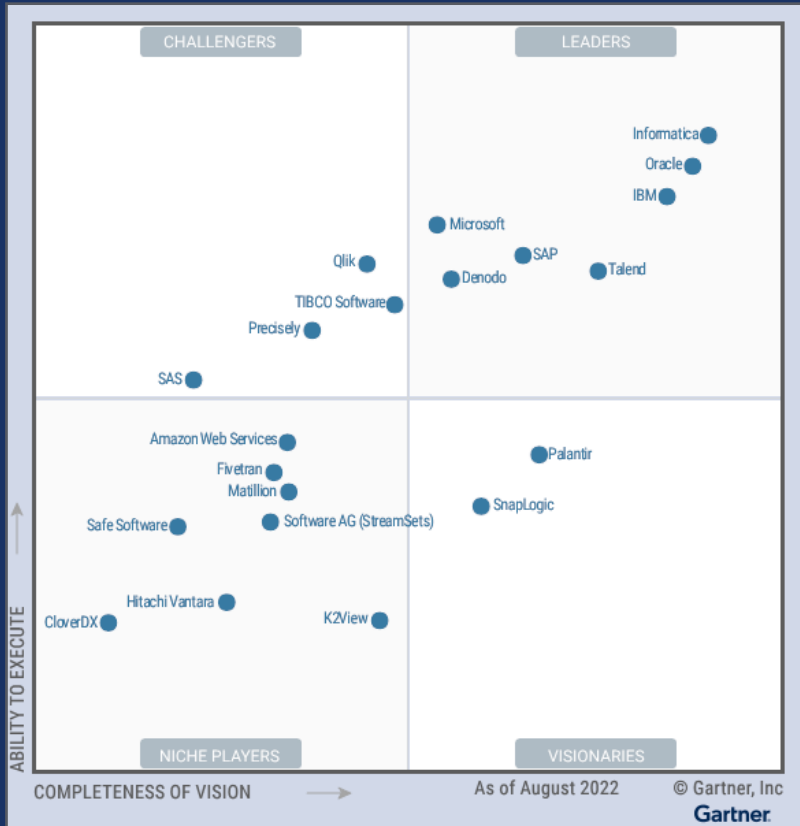 CHALLENGERS
LEADERS
Informatica
Oracle
IBM
Microsoft
SAP
Talend
Denodo
Qlik
TIBCO Software
Precisely
SAS
Amazon Web Services
Fivetran
Matillion
Software AG (StreamSets)
Safe Software
Hitachi Vantara
CloverDX
K2View
Palantir
SnapLogic
NICHE PLAYERS
VISIONARIES
ABILITY TO EXECUTE
COMPLETENESS OF VISION
As of August 2022
© Gartner, Inc
Gartner